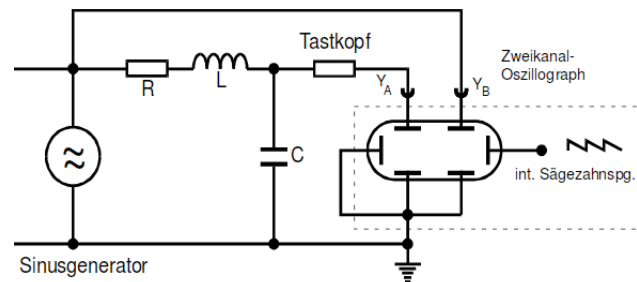 Tastkopf
Zweikanal-
Oszillograph
R
L
Y_A
Y_B
C
int. Sägezahnspg.
Sinusgenerator